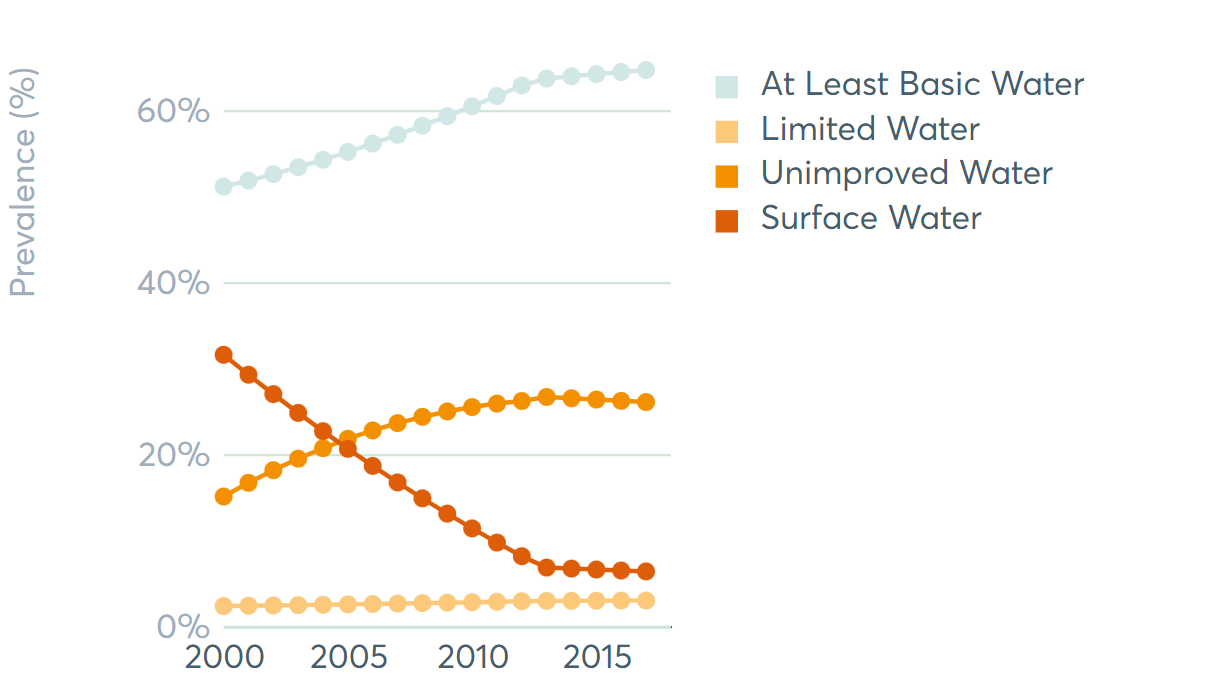 Prevalence (%)
60%
40%
20%
0%
2000 2005 2010 2015
At Least Basic Water
Limited Water
Unimproved Water
Surface Water